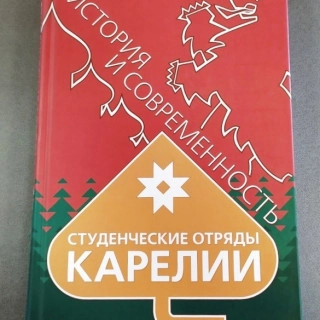 ИСТОРИЯ
И СОВРЕМЕННОСТЬ
СТУДЕНЧЕСКИЕ ОТРЯДЫ
КАРЕЛИИ